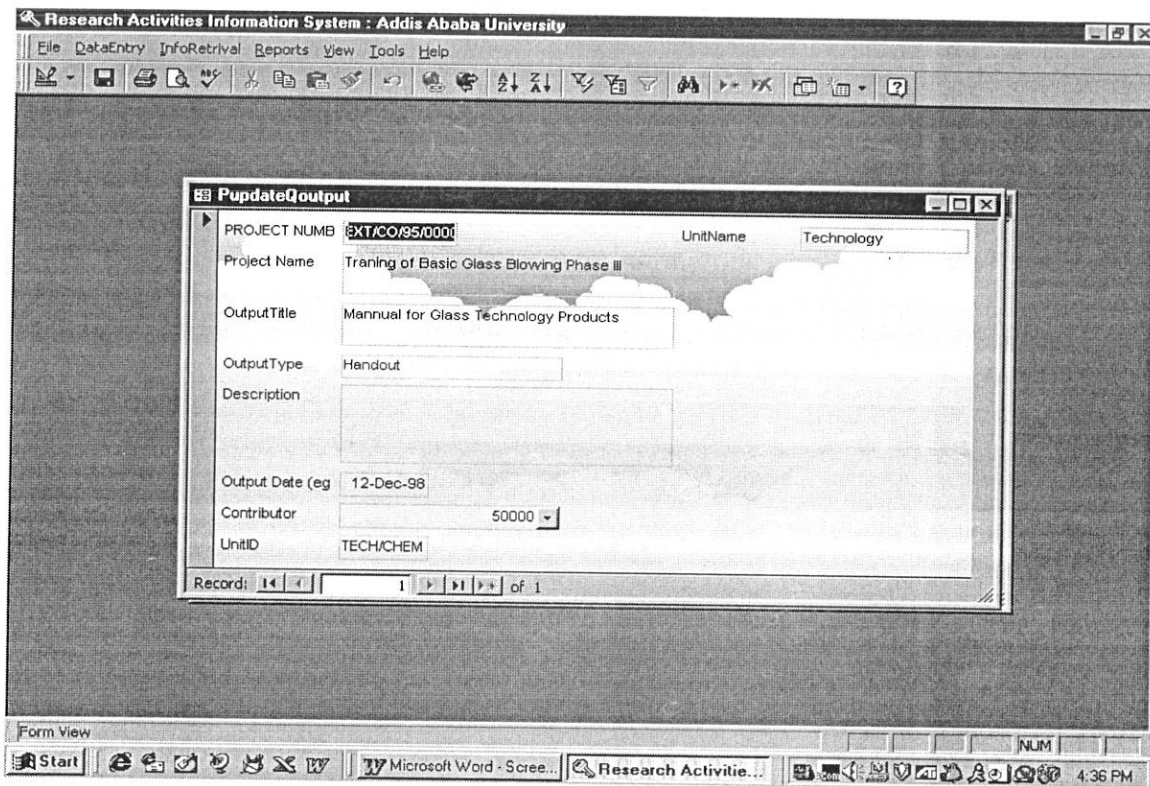 Research Activities Information System : Addis Ababa University
File DataEntry InfoRetrival Reports View Tools Help
PupdateQoutput
PROJECT NUMB EXT/CO/95/0000 UnitName Technology
Project Name Traning of Basic Glass Blowing Phase III
OutputTitle Mannual for Glass Technology Products
OutputType Handout
Description
Output Date (eg 12-Dec-98
Contributor 50000
UnitID TECH/CHEM
Record: 1 of 1
Form View
NUM
Start Microsoft Word - Scree... Research Activitie... 4:36 PM